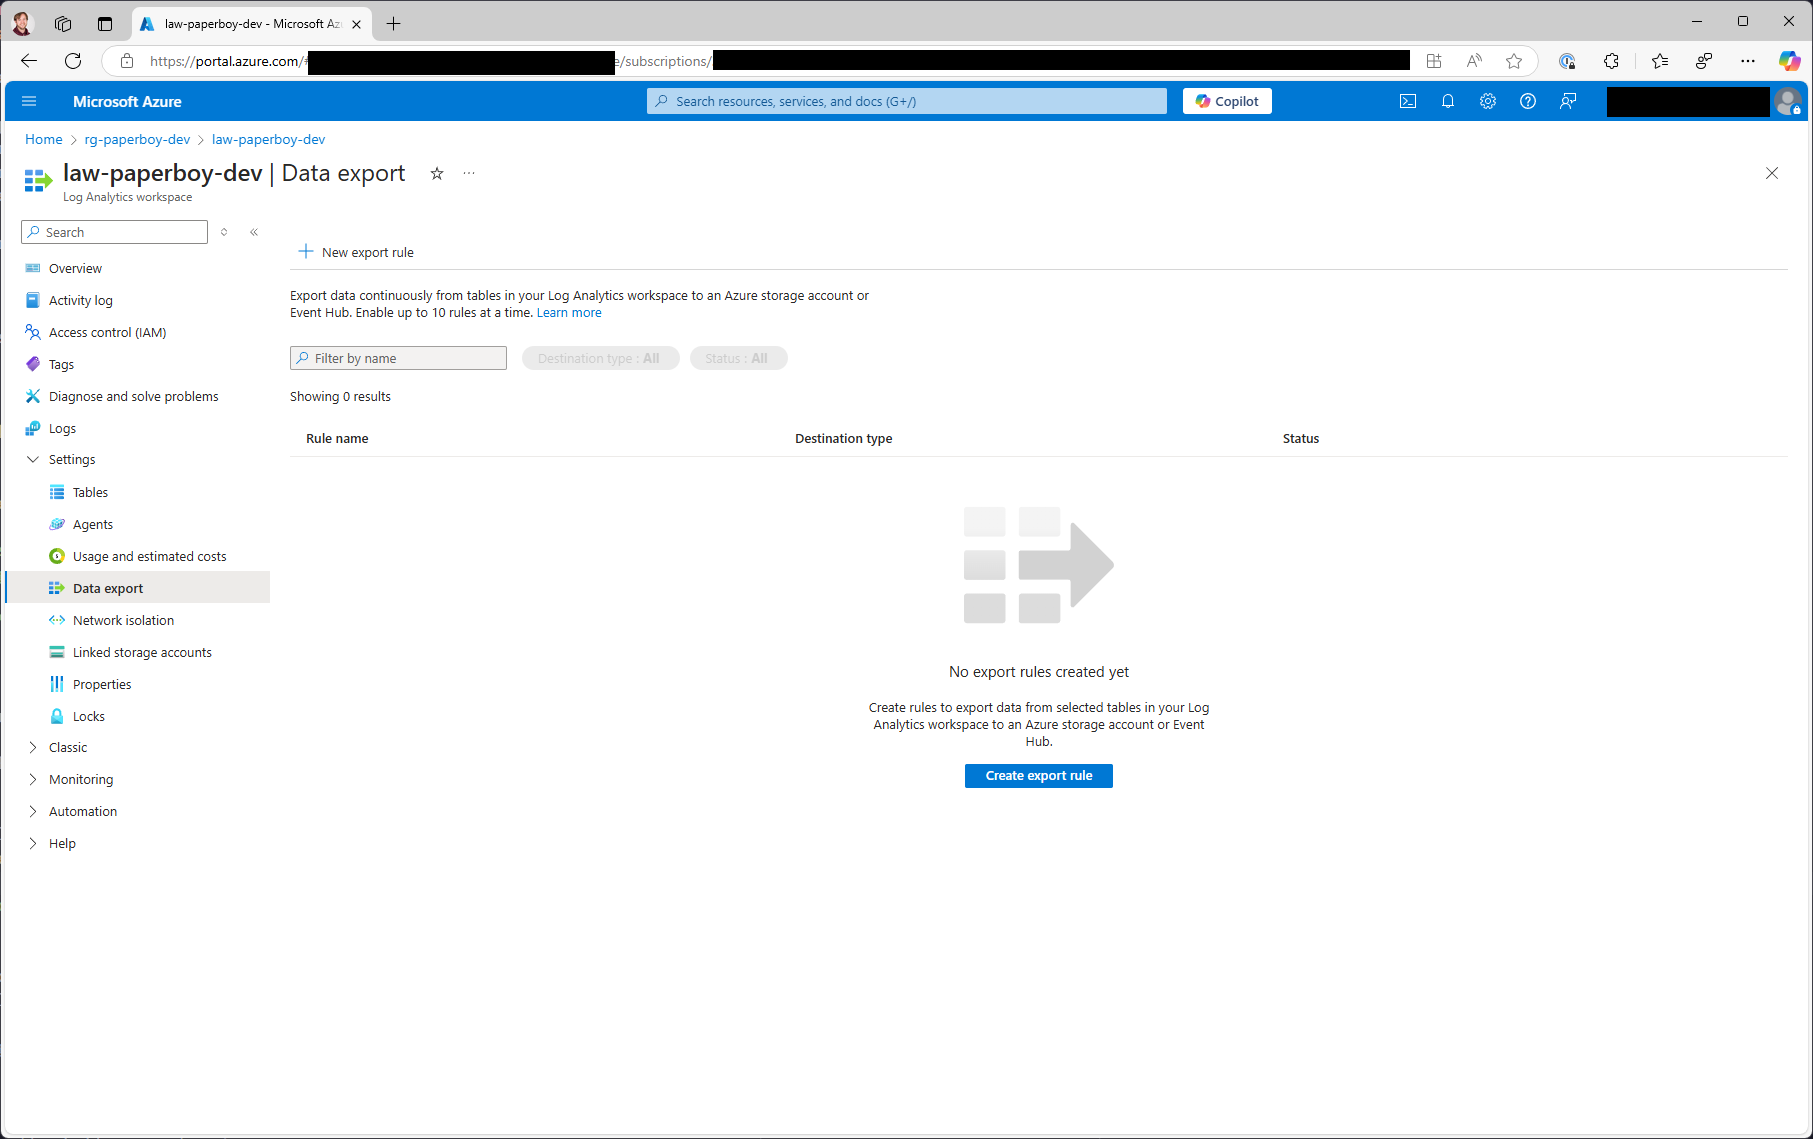 law-paperboy-dev - Microsoft Az
https://portal.azure.com/# e/subscriptions/
Microsoft Azure
Search resources, services, and docs (G+/)
Copilot
Home > rg-paperboy-dev > law-paperboy-dev
law-paperboy-dev | Data export
Log Analytics workspace
Search
Overview
Activity log
Access control (IAM)
Tags
Diagnose and solve problems
Logs
Settings
Tables
Agents
Usage and estimated costs
Data export
Network isolation
Linked storage accounts
Properties
Locks
Classic
Monitoring
Automation
Help
New export rule
Export data continuously from tables in your Log Analytics workspace to an Azure storage account or
Event Hub. Enable up to 10 rules at a time. Learn more
Filter by name
Destination type : All
Status : All
Showing 0 results
Rule name Destination type Status
No export rules created yet
Create rules to export data from selected tables in your Log
Analytics workspace to an Azure storage account or Event
Hub.
Create export rule